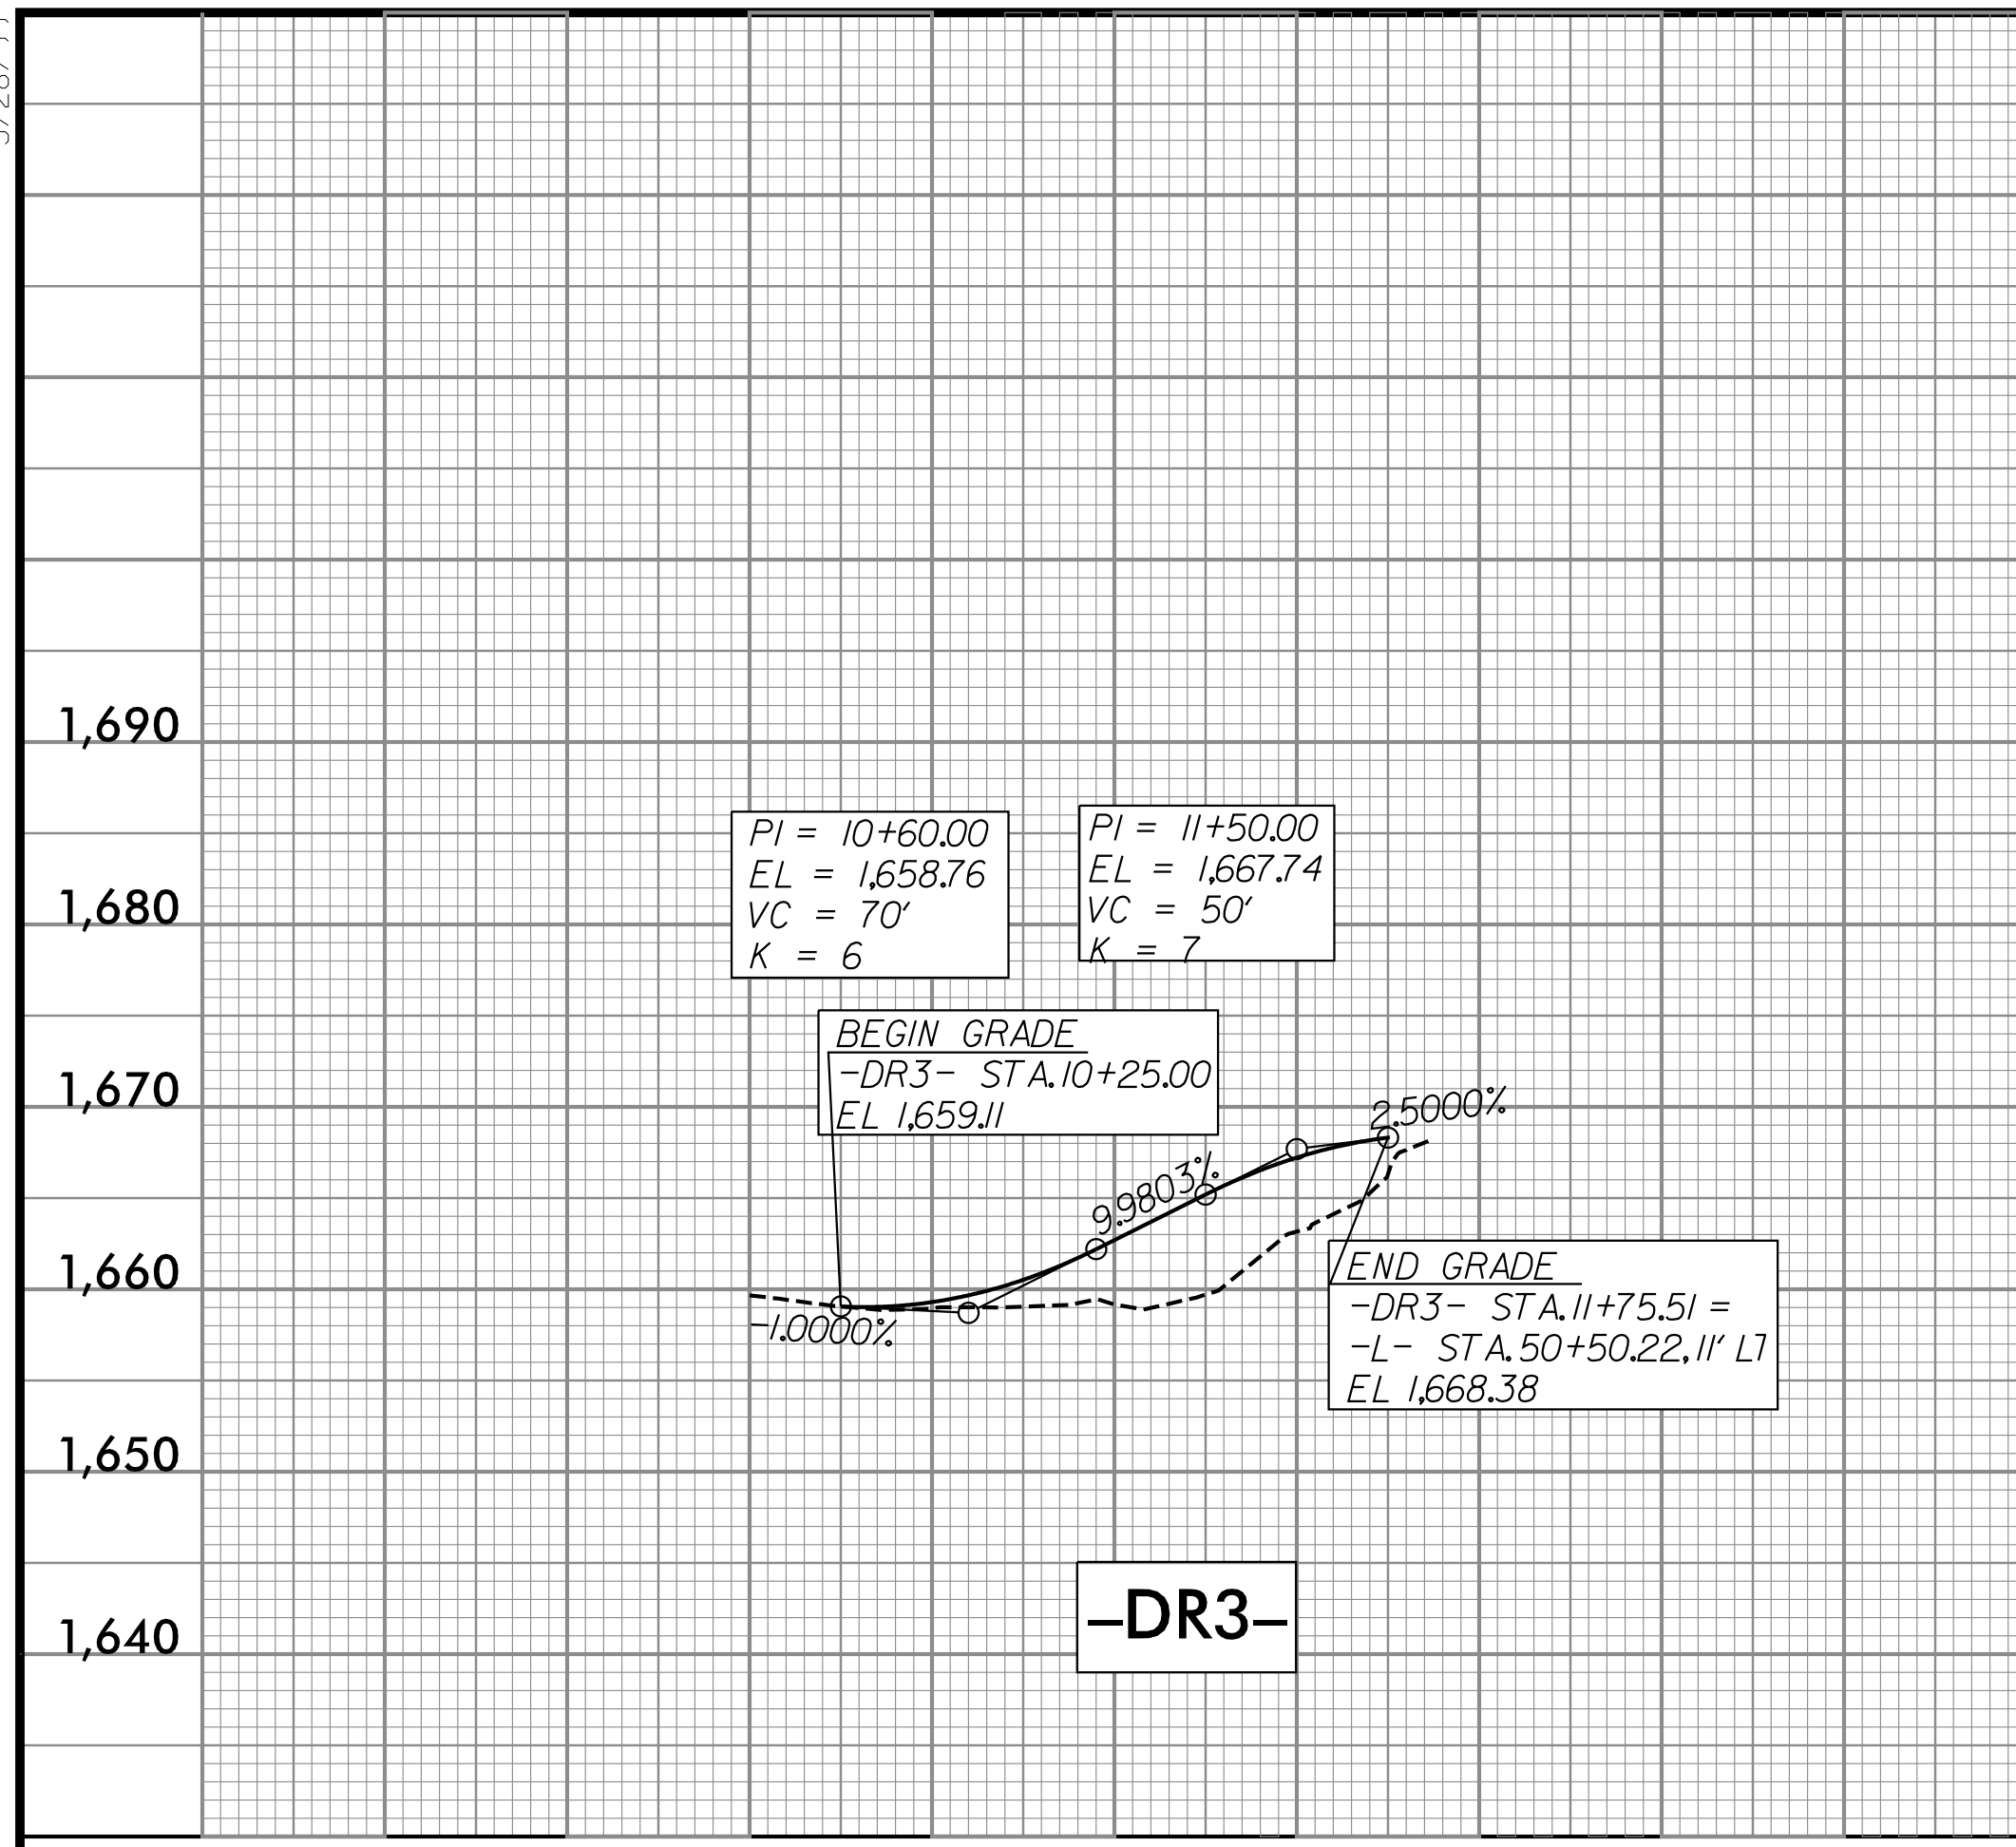 1,690
1,680
1,670
1,660
1,650
1,640
PI = 10+60.00
EL = 1,658.76
VC = 70'
K = 6
PI = 11+50.00
EL = 1,667.74
VC = 50'
K = 7
BEGIN GRADE
-DR3- STA. 10+25.00
EL 1,659.11
-1.0000%
9.9803%
2.5000%
END GRADE
-DR3- STA. 11+75.51 =
-L- STA. 50+50.22, 11' LT
EL 1,668.38
-DR3-